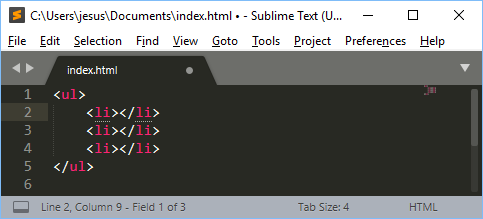 C:\Users\jesus\Documents\index.html • - Sublime Text (U...
File Edit Selection Find View Goto Tools Project Preferences Help
index.html
1 <ul>
2     <li></li>
3     <li></li>
4     <li></li>
5 </ul>
6
Line 2, Column 9 - Field 1 of 3 Tab Size: 4 HTML